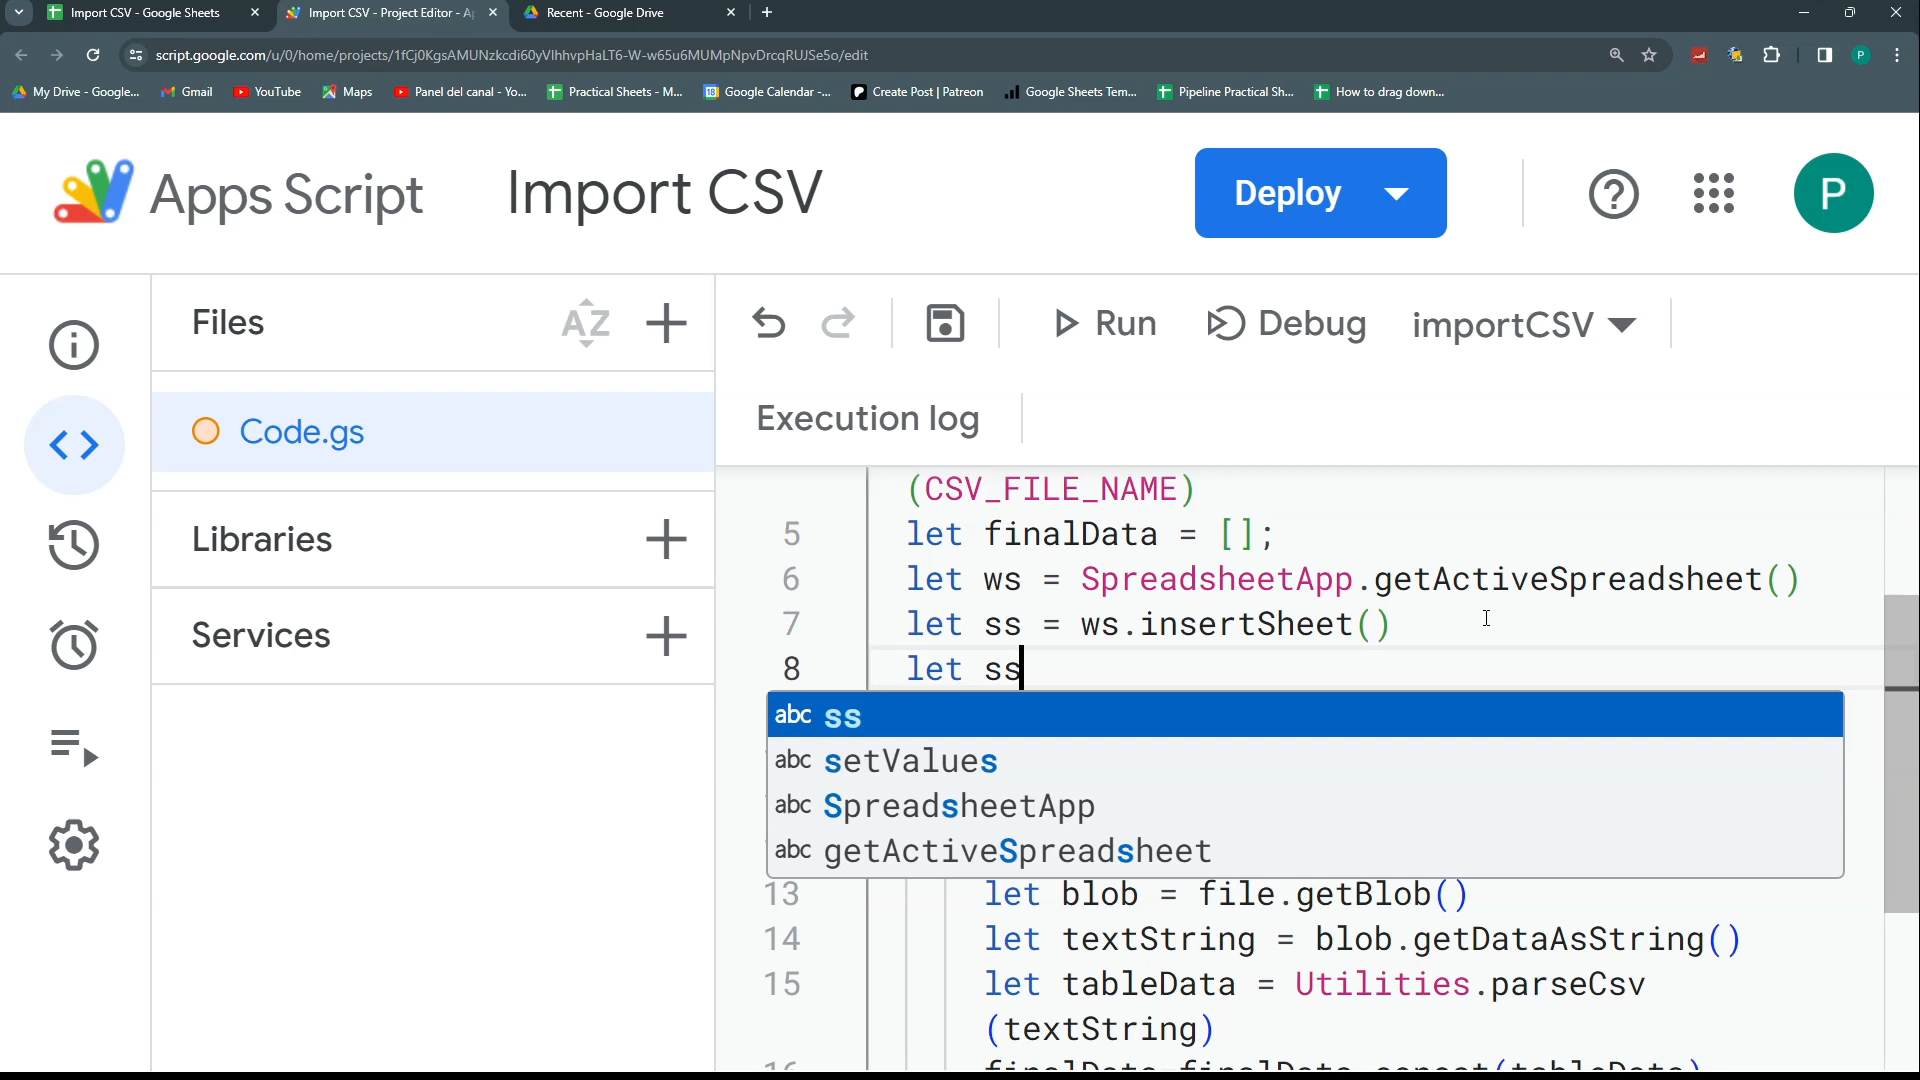 Import CSV - Google Sheets
Import CSV - Project Editor - Ap
Recent - Google Drive
script.google.com/u/0/home/projects/1fCj0KgsAMUNzkcdi60yVlhhvpHaLT6-W-w65u6MUMpNpvDrcqRUJSe5o/edit
P
My Drive - Google...
Gmail
YouTube
Maps
Panel del canal - Yo...
Practical Sheets - M...
Google Calendar -...
Create Post | Patreon
Google Sheets Tem...
Pipeline Practical Sh...
How to drag down...
Apps Script
Import CSV
Deploy
P
Files
AZ
Run
Debug
importCSV
Code.gs
Execution log
Libraries
Services
(CSV_FILE_NAME)
5 let finalData = [];
6 let ws = SpreadsheetApp.getActiveSpreadsheet()
7 let ss = ws.insertSheet()
8 let ss
abc ss
abc setValues
abc SpreadsheetApp
abc getActiveSpreadsheet
13 let blob = file.getBlob()
14 let textString = blob.getDataAsString()
15 let tableData = Utilities.parseCsv
(textString)